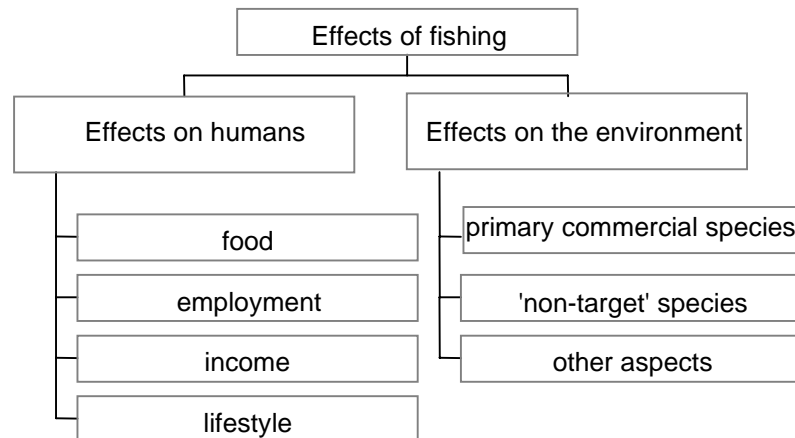 Effects of fishing
Effects on humans
Effects on the environment
food
employment
income
lifestyle
primary commercial species
'non-target' species
other aspects